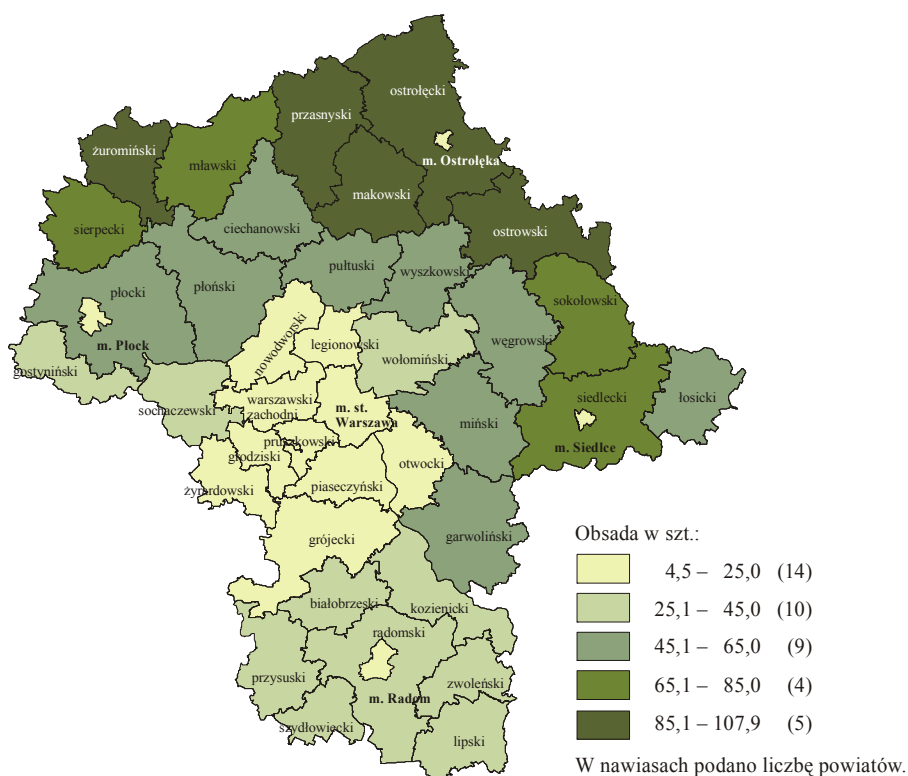 ostrołęcki
przasnyski
m. Ostrołęka
żuromiński
mławski
makowski
sierpecki
ciechanowski
ostrowski
pułtuski
wyszkowski
płocki
płoński
sokołowski
węgrowski
nowodworski
legionowski
wołomiński
m. Płock
gostyniński
siedlecki
łosicki
sochaczewski
warszawski
zachodni
m. st.
Warszawa
miński
pruszkowski
grodziski
otwocki
m. Siedlce
żyrardowski
piaseczyński
grójecki
garwoliński
białobrzeski
kozienicki
radomski
przysuski
zwoleński
m. Radom
szydłowiecki
lipski
Obsada w szt.:
4,5 – 25,0 (14)
25,1 – 45,0 (10)
45,1 – 65,0 (9)
65,1 – 85,0 (4)
85,1 – 107,9 (5)
W nawiasach podano liczbę powiatów.